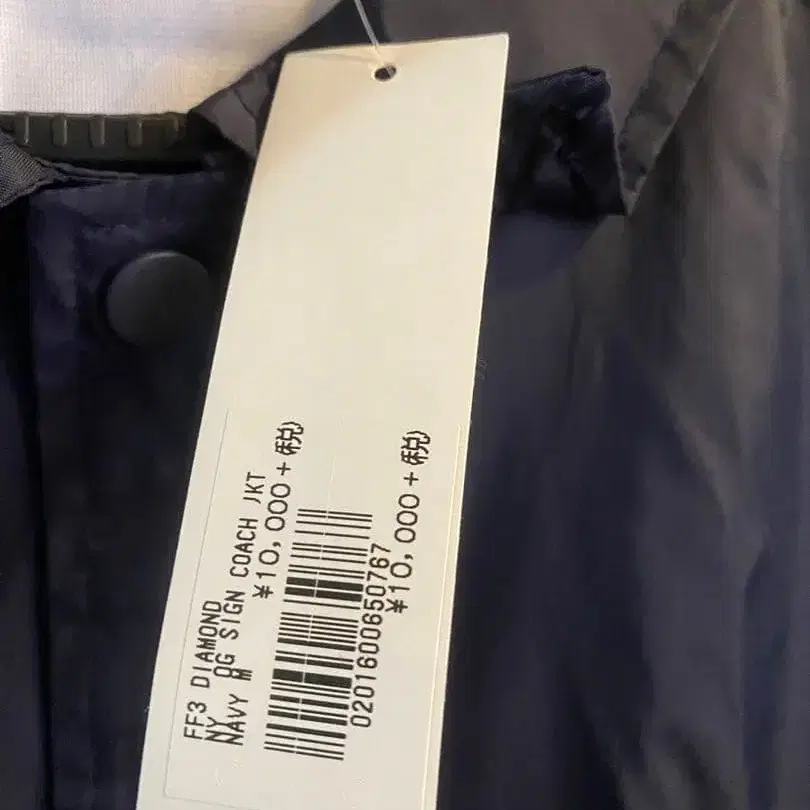 FF3 DIAMOND
NY OG SIGN COACH JKT
NAVY M
¥10,000+(税)
0201600650767
¥10,000+(税)